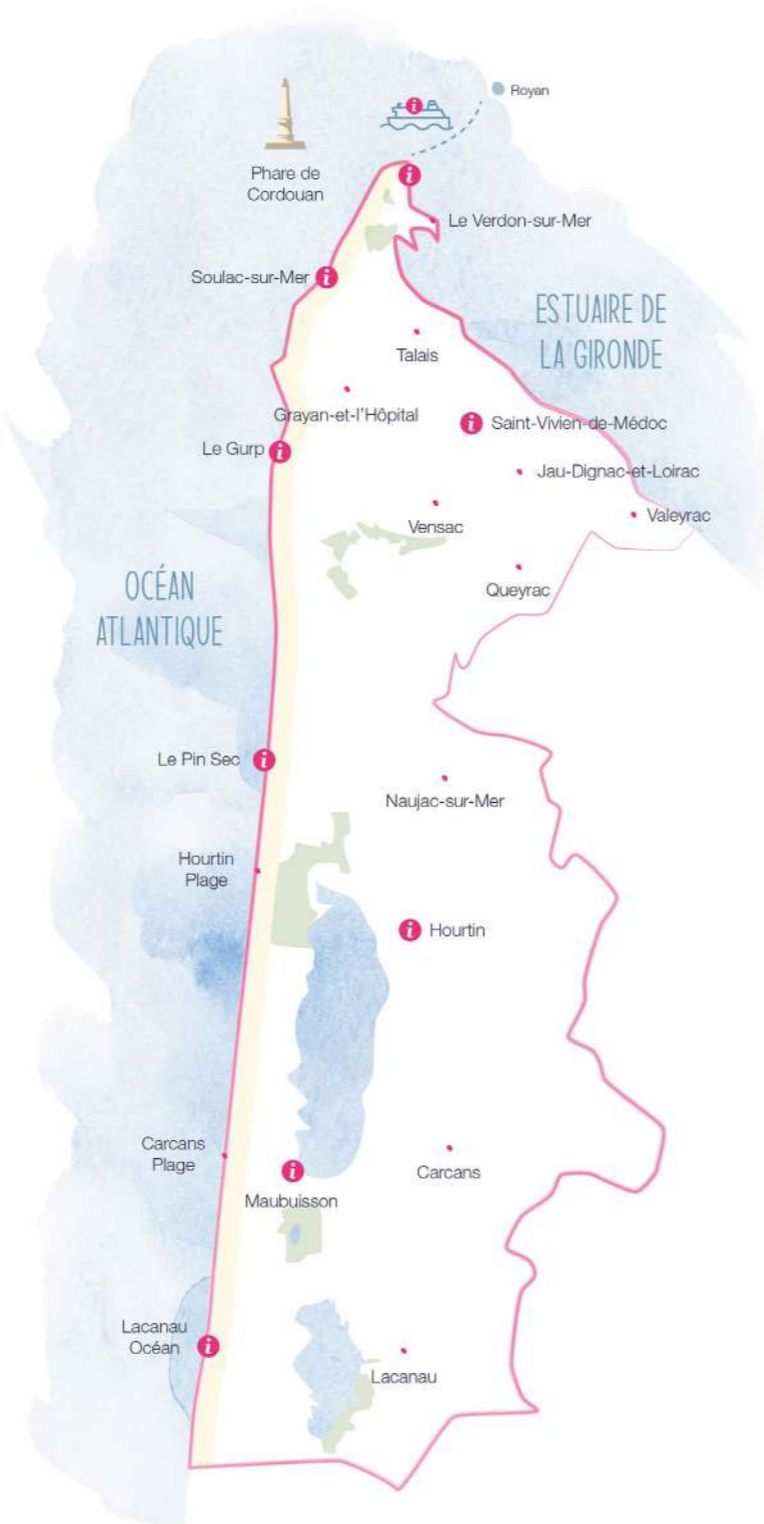 Royan
i
Phare de
Cordouan
i
Le Verdon-sur-Mer
Soulac-sur-Mer i
ESTUAIRE DE
LA GIRONDE
Talais
Grayan-et-l'Hôpital
i Saint-Vivien-de-Médoc
Le Gurp i
Jau-Dignac-et-Loirac
Vensac
Valeyrac
Queyrac
OCÉAN
ATLANTIQUE
Le Pin Sec i
Naujac-sur-Mer
Hourtin
Plage
i Hourtin
Carcans
Plage
i
Maubuisson
Carcans
Lacanau
Océan i
Lacanau